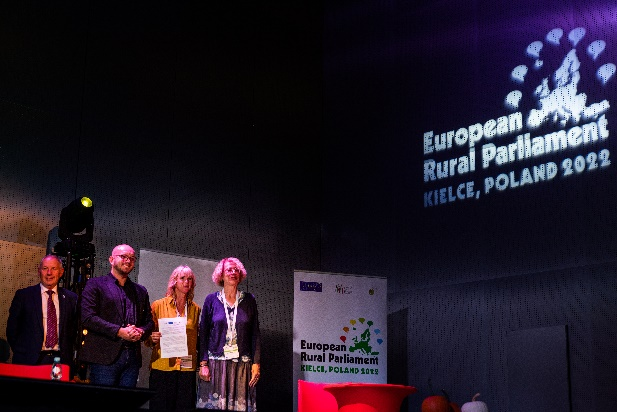 European
Rural Parliament
KIELCE, POLAND 2022
European
Rural Parliament
KIELCE, POLAND 2022